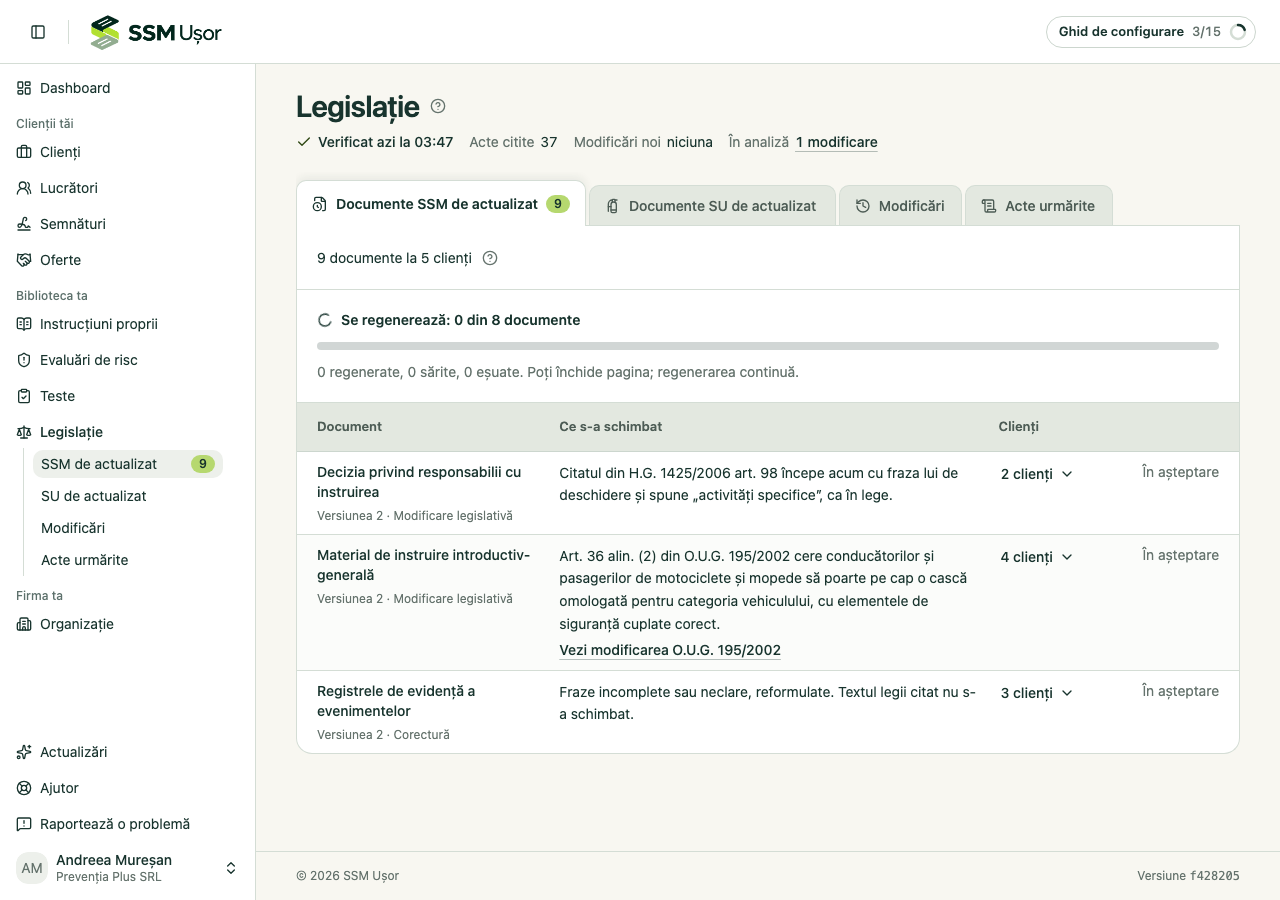 SSM Ușor
Ghid de configurare 3/15
Dashboard
Clienții tăi
Clienți
Lucrători
Semnături
Oferte
Biblioteca ta
Instrucțiuni proprii
Evaluări de risc
Teste
Legislație
SSM de actualizat 9
SU de actualizat
Modificări
Acte urmărite
Firma ta
Organizație
Actualizări
Ajutor
Raportează o problemă
AM
Andreea Mureșan
Prevenția Plus SRL
Legislație
Verificat azi la 03:47 Acte citite 37 Modificări noi niciuna În analiză 1 modificare
Documente SSM de actualizat 9
Documente SU de actualizat
Modificări
Acte urmărite
9 documente la 5 clienți
Se regenerează: 0 din 8 documente
0 regenerate, 0 sărite, 0 eșuate. Poți închide pagina; regenerarea continuă.
Document
Ce s-a schimbat
Clienți
Decizia privind responsabilii cu
instruirea
Versiunea 2 · Modificare legislativă
Citatul din H.G. 1425/2006 art. 98 începe acum cu fraza lui de
deschidere și spune „activități specifice”, ca în lege.
2 clienți
În așteptare
Material de instruire introductiv-
generală
Versiunea 2 · Modificare legislativă
Art. 36 alin. (2) din O.U.G. 195/2002 cere conducătorilor și
pasagerilor de motociclete și mopede să poarte pe cap o cască
omologată pentru categoria vehiculului, cu elementele de
siguranță cuplate corect.
Vezi modificarea O.U.G. 195/2002
4 clienți
În așteptare
Registrele de evidență a
evenimentelor
Versiunea 2 · Corectură
Fraze incomplete sau neclare, reformulate. Textul legii citat nu s-
a schimbat.
3 clienți
În așteptare
© 2026 SSM Ușor
Versiune f428205